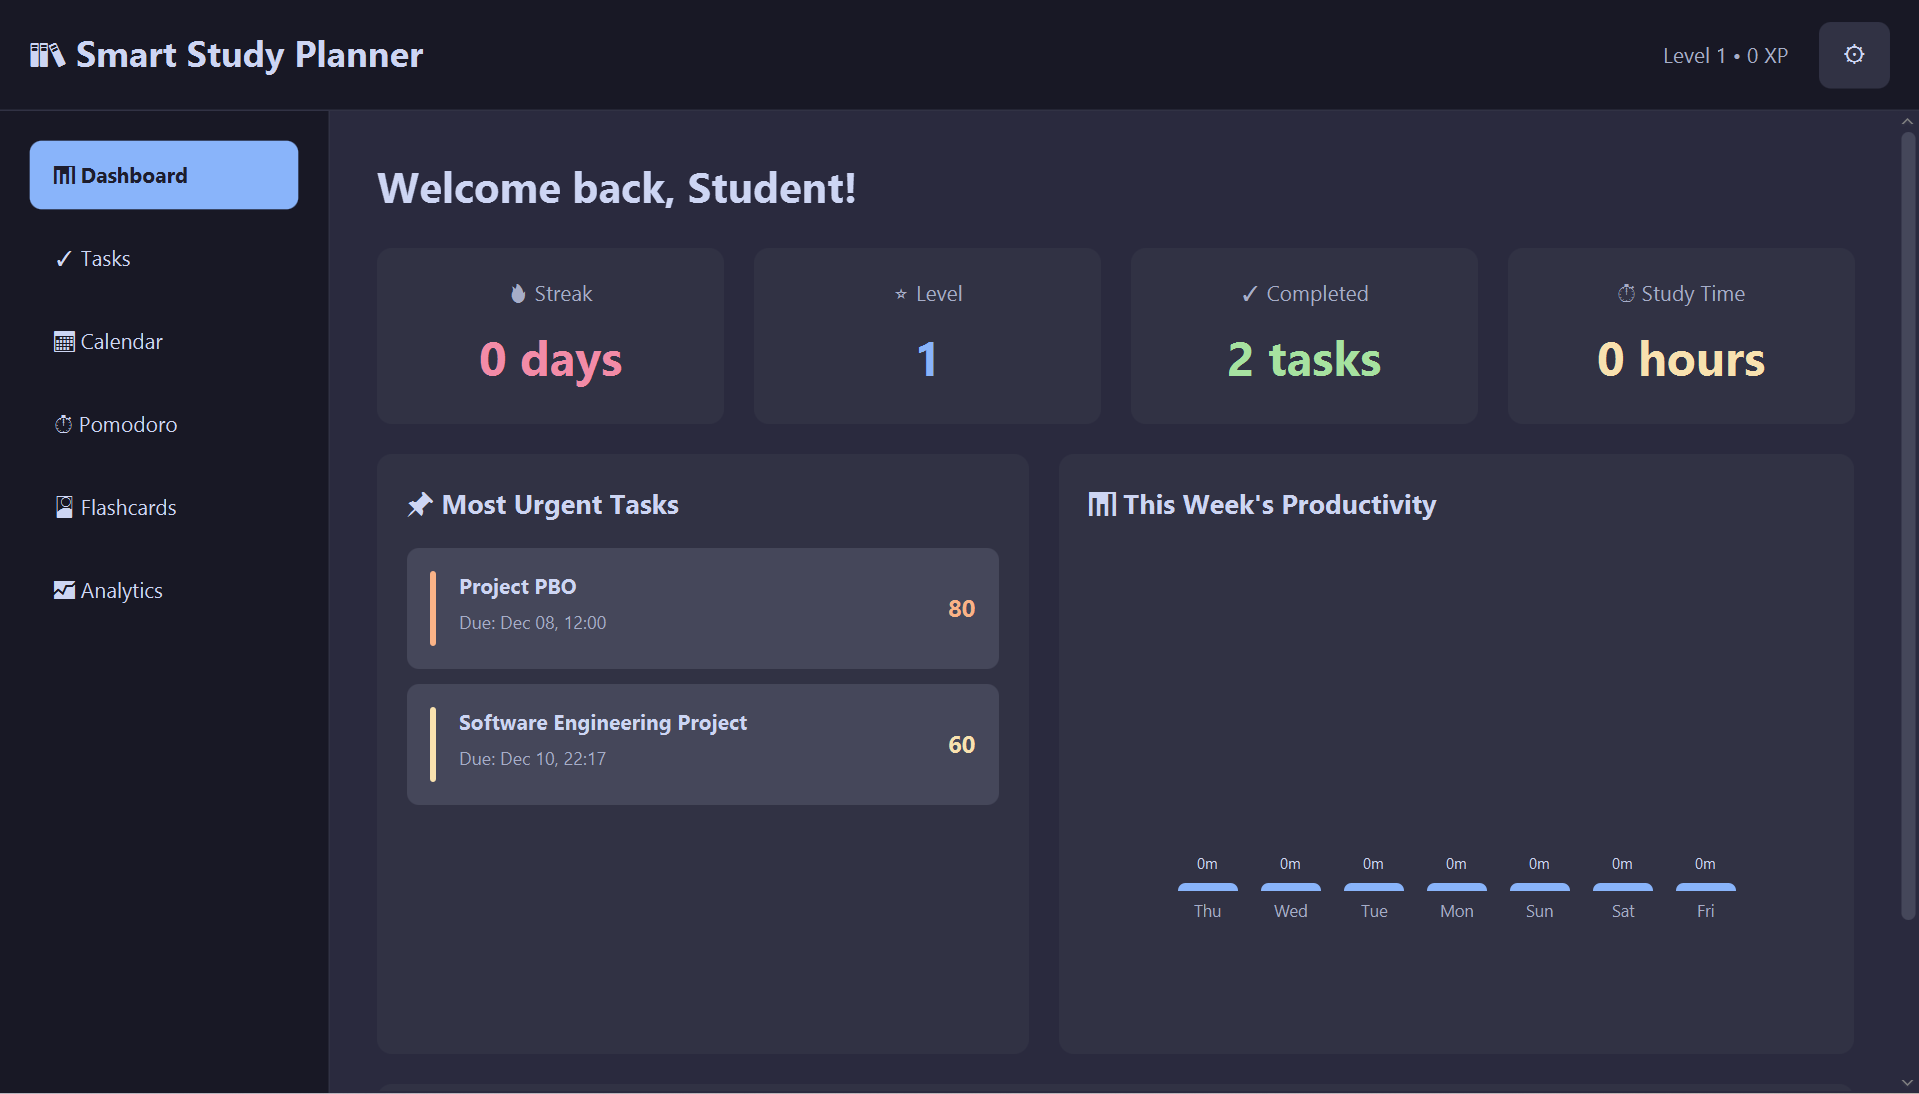 Smart Study Planner
Level 1 • 0 XP
Dashboard
Tasks
Calendar
Pomodoro
Flashcards
Analytics
Welcome back, Student!
Streak
0 days
Level
1
Completed
2 tasks
Study Time
0 hours
Most Urgent Tasks
Project PBO
Due: Dec 08, 12:00
80
Software Engineering Project
Due: Dec 10, 22:17
60
This Week's Productivity
0m 0m 0m 0m 0m 0m 0m
Thu Wed Tue Mon Sun Sat Fri